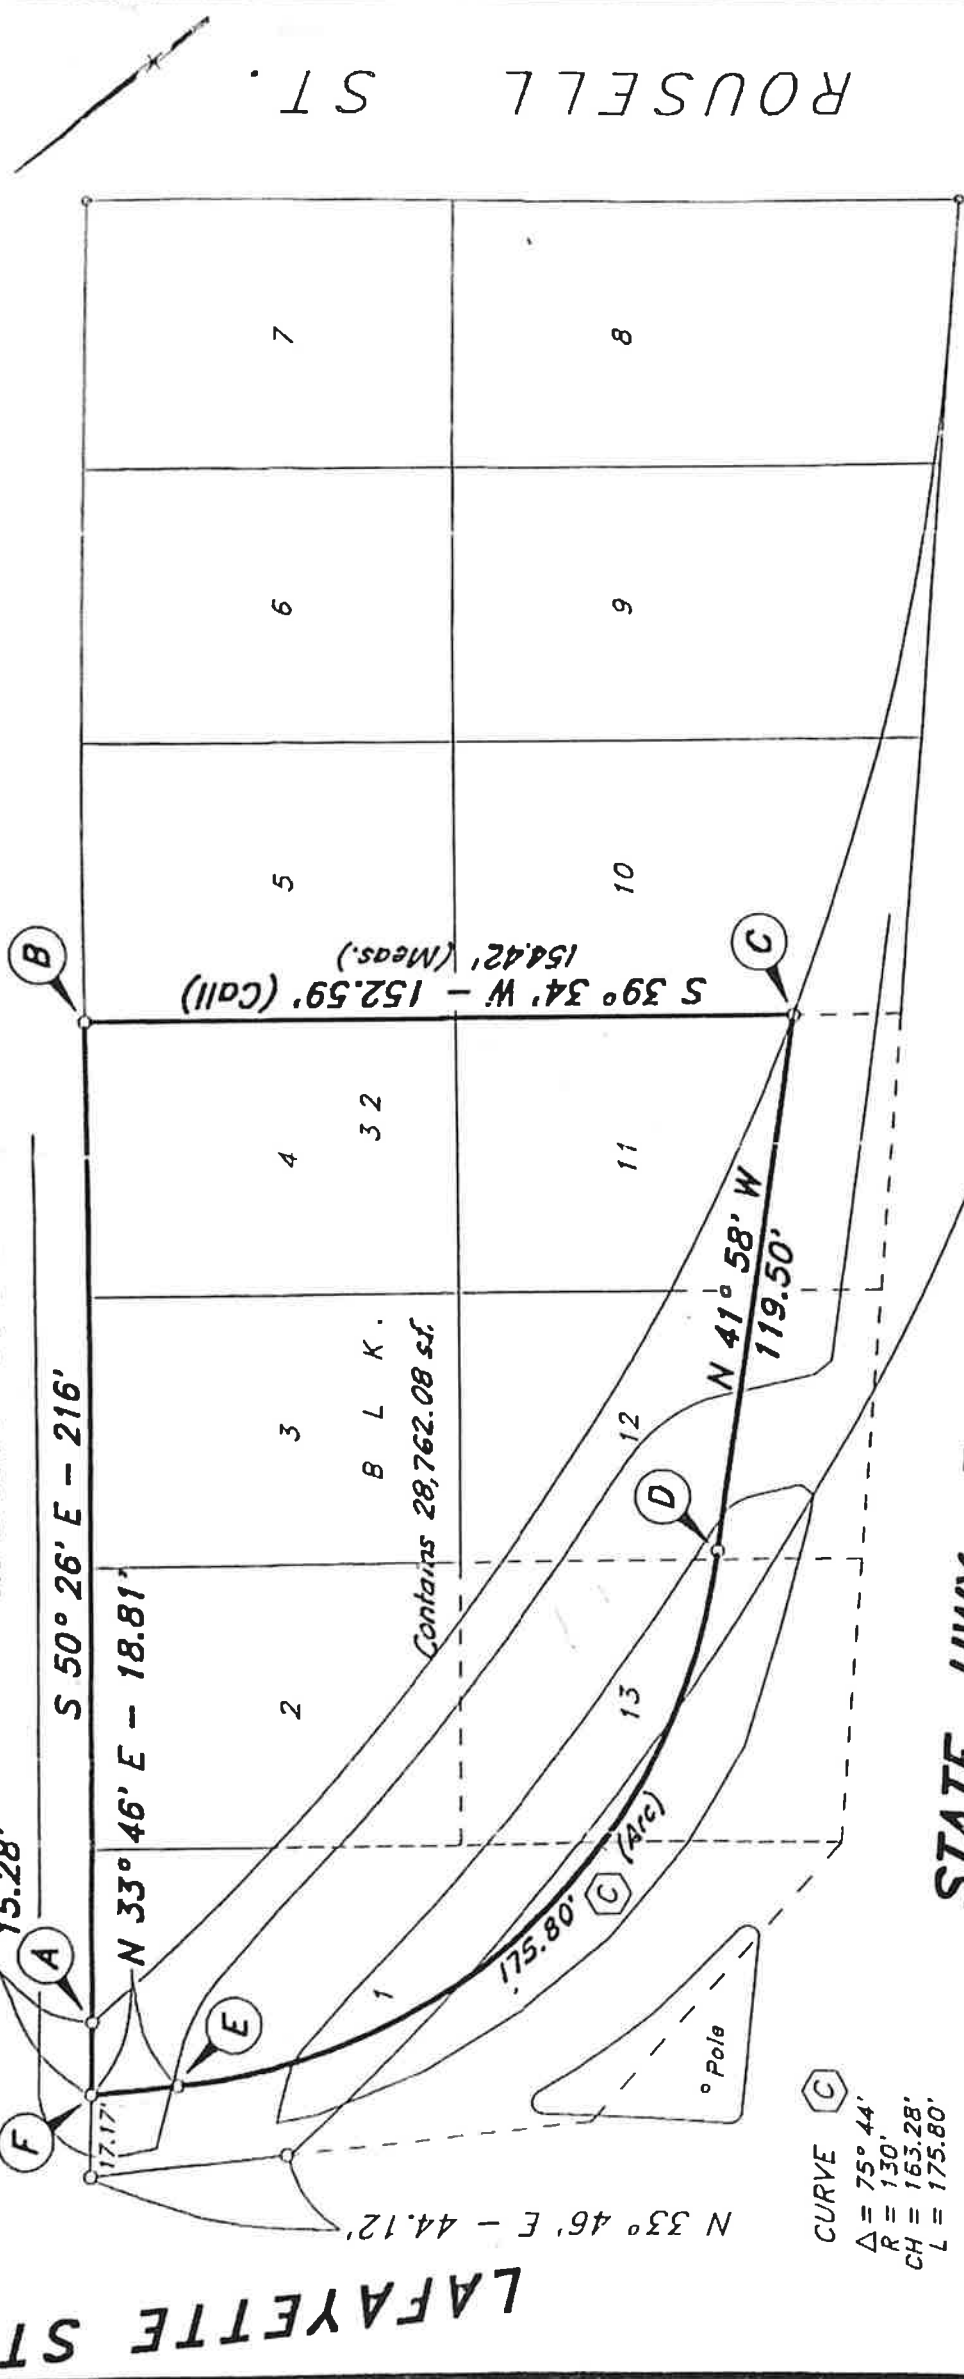 ROUSELL ST.
7
8
6
9
5
10
B
C
S 39° 34' W - 152.59' (Call)
154.42' (Meas.)
4
3 2
11
S 50° 26' E - 216'
3
B L K .
Contains 28,762.08 sf.
12
N 41° 58' W
119.50'
D
N 33° 46' E - 18.81'
2
13
15.28'
A
F
E
1
175.80' (Arc)
C
17.17'
° Pole
N 33° 46' E - 44.12'
CURVE C
Δ = 75° 44'
R = 130'
CH = 163.28'
L = 175.80'
LAFAYETTE ST
STATE HWY